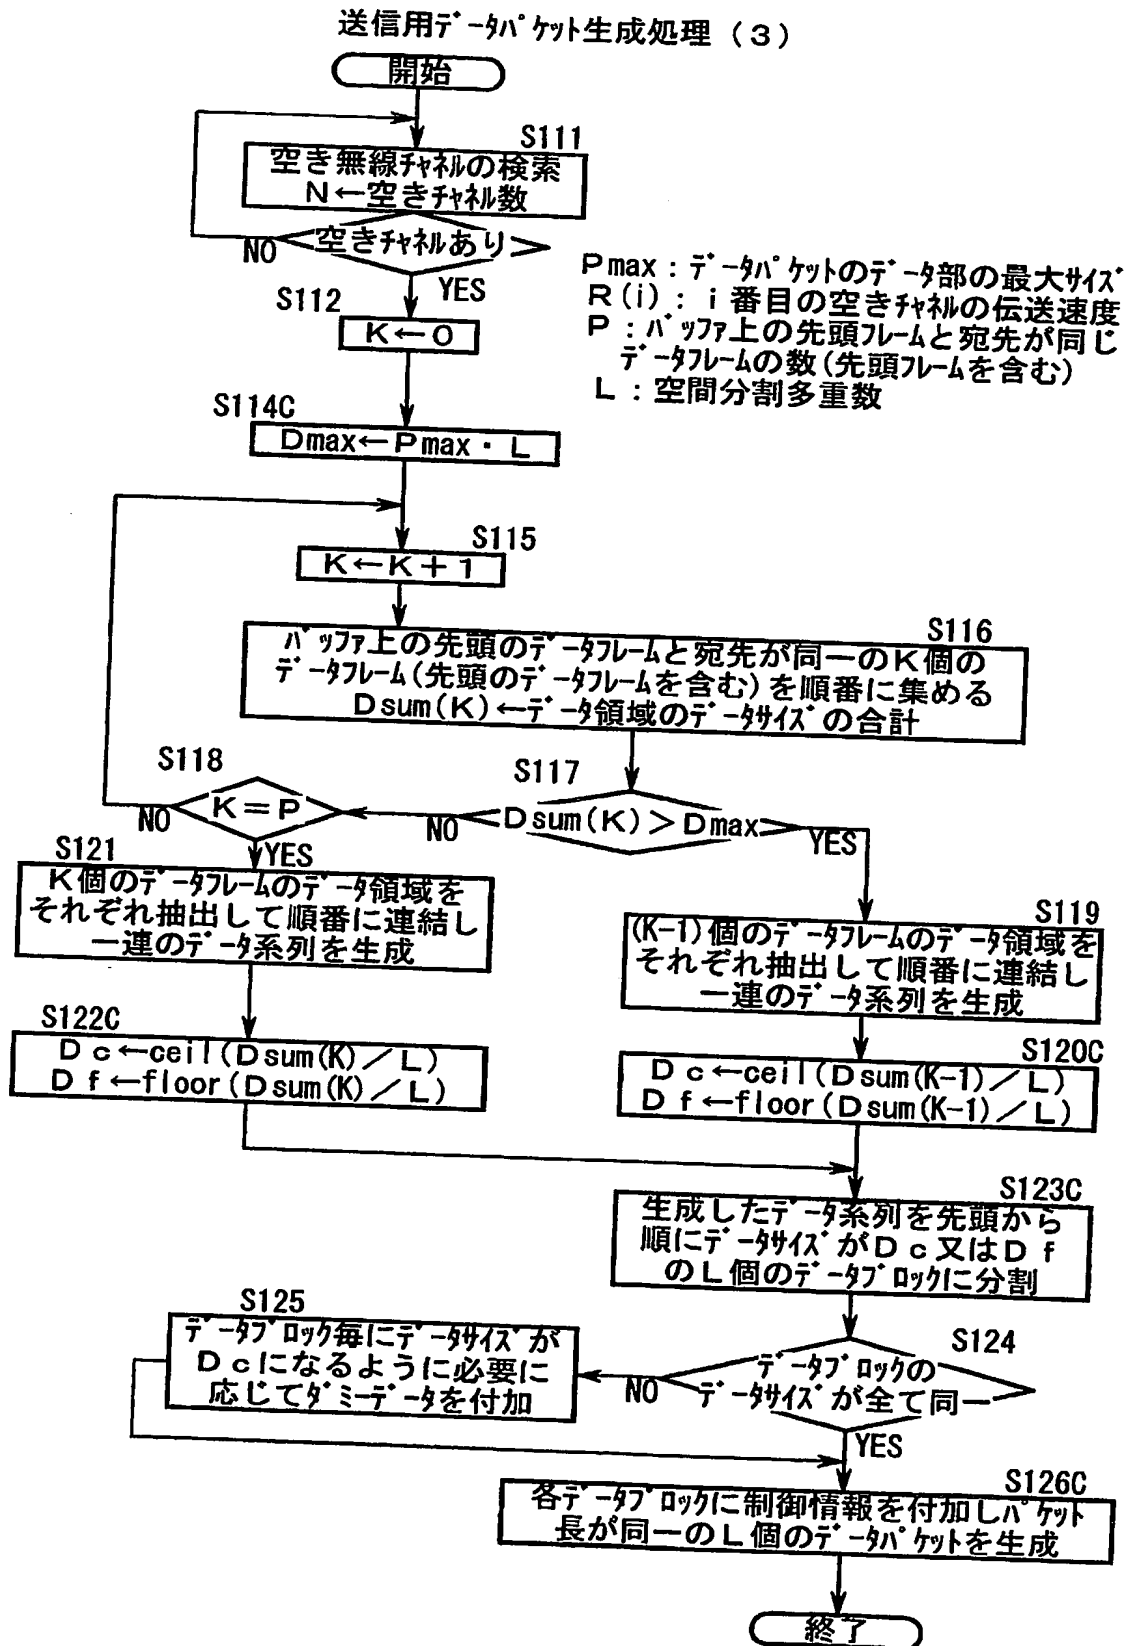 送信用データパケット生成処理(3)
開始
S111
空き無線チャネルの検索
N←空きチャネル数
空きチャネルあり
NO
YES
Pmax:データパケットのデータ部の最大サイズ
R(i):i番目の空きチャネルの伝送速度
P:バッファ上の先頭フレームと宛先が同じ
データフレームの数(先頭フレームを含む)
L:空間分割多重数
S112
K←0
S114C
Dmax←Pmax・L
S115
K←K+1
S116
バッファ上の先頭のデータフレームと宛先が同一のK個の
データフレーム(先頭のデータフレームを含む)を順番に集める
Dsum(K)←データ領域のデータサイズの合計
S118
K=P
NO
YES
S117
Dsum(K)>Dmax
NO
YES
S121
K個のデータフレームのデータ領域を
それぞれ抽出して順番に連結し
一連のデータ系列を生成
S119
(K-1)個のデータフレームのデータ領域を
それぞれ抽出して順番に連結し
一連のデータ系列を生成
S122C
Dc←ceil(Dsum(K)/L)
Df←floor(Dsum(K)/L)
S120C
Dc←ceil(Dsum(K-1)/L)
Df←floor(Dsum(K-1)/L)
S123C
生成したデータ系列を先頭から
順にデータサイズがDc又はDf
のL個のデータブロックに分割
S125
データブロック毎にデータサイズが
Dcになるように必要に
応じてダミーデータを付加
S124
データブロックの
データサイズが全て同一
NO
YES
S126C
各データブロックに制御情報を付加しパケット
長が同一のL個のデータパケットを生成
終了